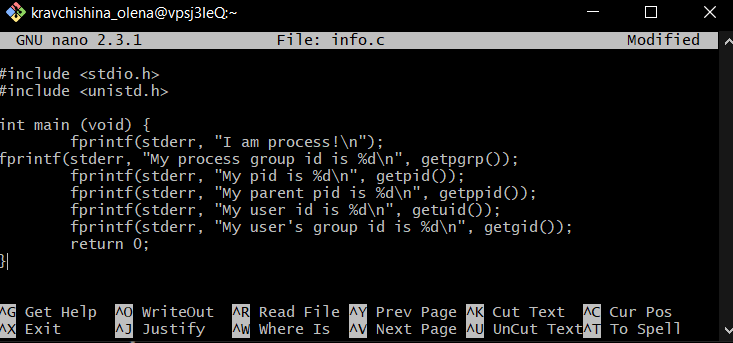 kravchishina_olena@vpsj3IeQ:~
GNU nano 2.3.1 File: info.c Modified
#include <stdio.h>
#include <unistd.h>
int main (void) {
fprintf(stderr, "I am process!\n");
fprintf(stderr, "My process group id is %d\n", getpgrp());
fprintf(stderr, "My pid is %d\n", getpid());
fprintf(stderr, "My parent pid is %d\n", getppid());
fprintf(stderr, "My user id is %d\n", getuid());
fprintf(stderr, "My user's group id is %d\n", getgid());
return 0;
}
^G Get Help ^O WriteOut ^R Read File ^Y Prev Page ^K Cut Text ^C Cur Pos
^X Exit ^J Justify ^W Where Is ^V Next Page ^U UnCut Text ^T To Spell